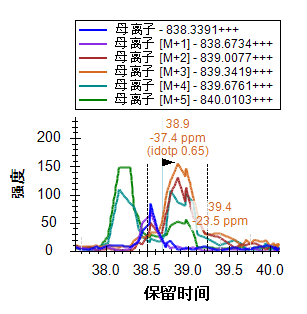 母离子 - 838.3391+++
母离子 [M+1] - 838.6734+++
母离子 [M+2] - 839.0077+++
母离子 [M+3] - 839.3419+++
母离子 [M+4] - 839.6761+++
母离子 [M+5] - 840.0103+++
38.9
-37.4 ppm
(idotp 0.65)
39.4
-23.5 ppm
强度
200
150
100
50
0
38.0 38.5 39.0 39.5 40.0
保留时间